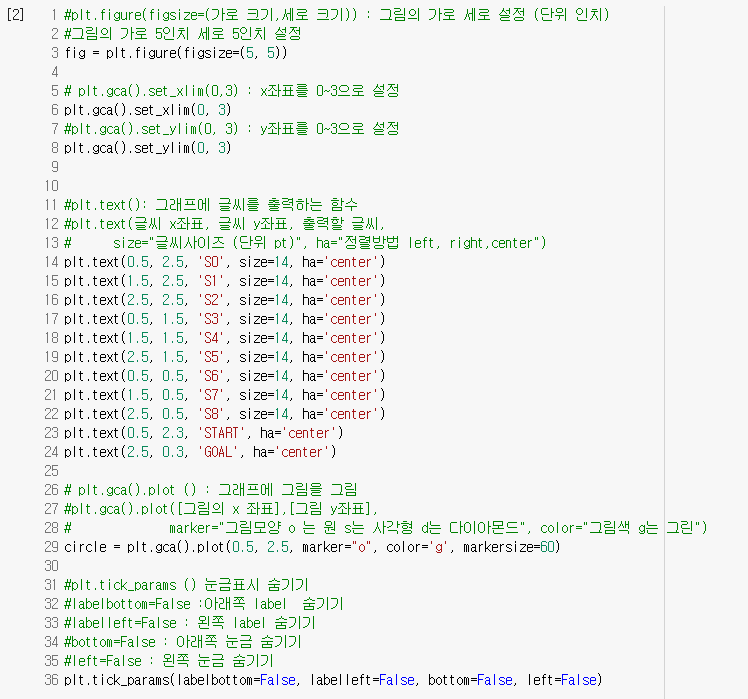 [2]
1 #plt.figure(figsize=(가로 크기,세로 크기)) : 그림의 가로 세로 설정 (단위 인치)
2 #그림의 가로 5인치 세로 5인치 설정
3 fig = plt.figure(figsize=(5, 5))
4
5 # plt.gca().set_xlim(0,3) : x좌표를 0~3으로 설정
6 plt.gca().set_xlim(0, 3)
7 #plt.gca().set_ylim(0, 3) : y좌표를 0~3으로 설정
8 plt.gca().set_ylim(0, 3)
9
10
11 #plt.text(): 그래프에 글씨를 출력하는 함수
12 #plt.text(글씨 x좌표, 글씨 y좌표, 출력할 글씨,
13 #     size="글씨사이즈 (단위 pt)", ha="정렬방법 left, right,center")
14 plt.text(0.5, 2.5, 'S0', size=14, ha='center')
15 plt.text(1.5, 2.5, 'S1', size=14, ha='center')
16 plt.text(2.5, 2.5, 'S2', size=14, ha='center')
17 plt.text(0.5, 1.5, 'S3', size=14, ha='center')
18 plt.text(1.5, 1.5, 'S4', size=14, ha='center')
19 plt.text(2.5, 1.5, 'S5', size=14, ha='center')
20 plt.text(0.5, 0.5, 'S6', size=14, ha='center')
21 plt.text(1.5, 0.5, 'S7', size=14, ha='center')
22 plt.text(2.5, 0.5, 'S8', size=14, ha='center')
23 plt.text(0.5, 2.3, 'START', ha='center')
24 plt.text(2.5, 0.3, 'GOAL', ha='center')
25
26 # plt.gca().plot () : 그래프에 그림을 그림
27 #plt.gca().plot([그림의 x 좌표],[그림 y좌표],
28 #            marker="그림모양 o 는 원 s는 사각형 d는 다이아몬드", color="그림색 g는 그린")
29 circle = plt.gca().plot(0.5, 2.5, marker="o", color='g', markersize=60)
30
31 #plt.tick_params () 눈금표시 숨기기
32 #labelbottom=False :아래쪽 label  숨기기
33 #labelleft=False : 왼쪽 label 숨기기
34 #bottom=False : 아래쪽 눈금 숨기기
35 #left=False : 왼쪽 눈금 숨기기
36 plt.tick_params(labelbottom=False, labelleft=False, bottom=False, left=False)